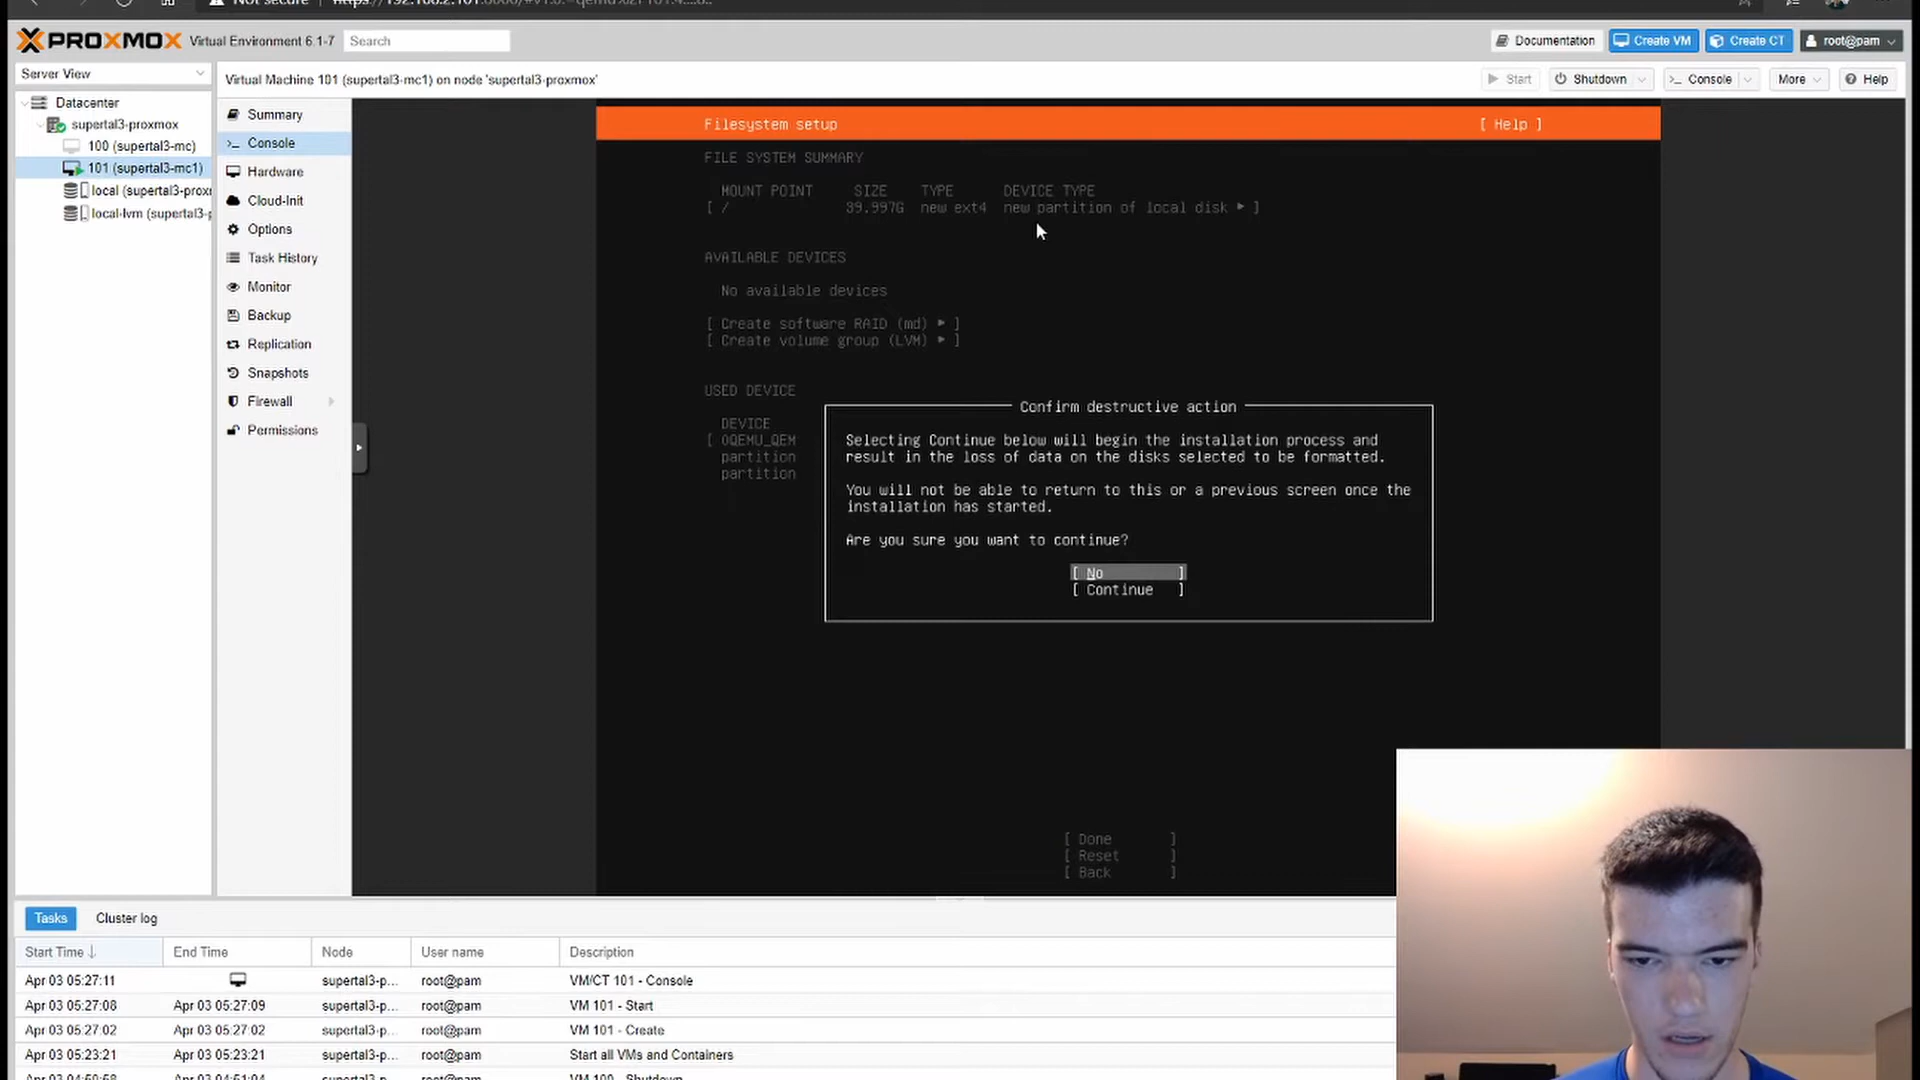 Not secure
PROXMOX Virtual Environment 6.1-7 Search
Documentation Create VM Create CT root@pam
Server View
Virtual Machine 101 (supertal3-mc1) on node 'supertal3-proxmox'
Start Shutdown Console More Help
Datacenter
supertal3-proxmox
100 (supertal3-mc)
101 (supertal3-mc1)
local (supertal3-prox
local-lvm (supertal3-p
Summary
Console
Hardware
Cloud-Init
Options
Task History
Monitor
Backup
Replication
Snapshots
Firewall
Permissions
Filesystem setup [ Help ]
FILE SYSTEM SUMMARY
MOUNT POINT SIZE TYPE DEVICE TYPE
[ / 39.997G new ext4 new partition of local disk ▸ ]
AVAILABLE DEVICES
No available devices
[ Create software RAID (md) ▸ ]
[ Create volume group (LVM) ▸ ]
USED DEVICE
DEVICE
[ 0QEMU_QEM
partition
partition
Confirm destructive action
Selecting Continue below will begin the installation process and
result in the loss of data on the disks selected to be formatted.
You will not be able to return to this or a previous screen once the
installation has started.
Are you sure you want to continue?
[ No ]
[ Continue ]
[ Done ]
[ Reset ]
[ Back ]
Tasks Cluster log
Start Time End Time Node User name Description
Apr 03 05:27:11 supertal3-p... root@pam VM/CT 101 - Console
Apr 03 05:27:08 Apr 03 05:27:09 supertal3-p... root@pam VM 101 - Start
Apr 03 05:27:02 Apr 03 05:27:02 supertal3-p... root@pam VM 101 - Create
Apr 03 05:23:21 Apr 03 05:23:21 supertal3-p... root@pam Start all VMs and Containers
supertal3-p... root@pam VM 100 - Shutdown